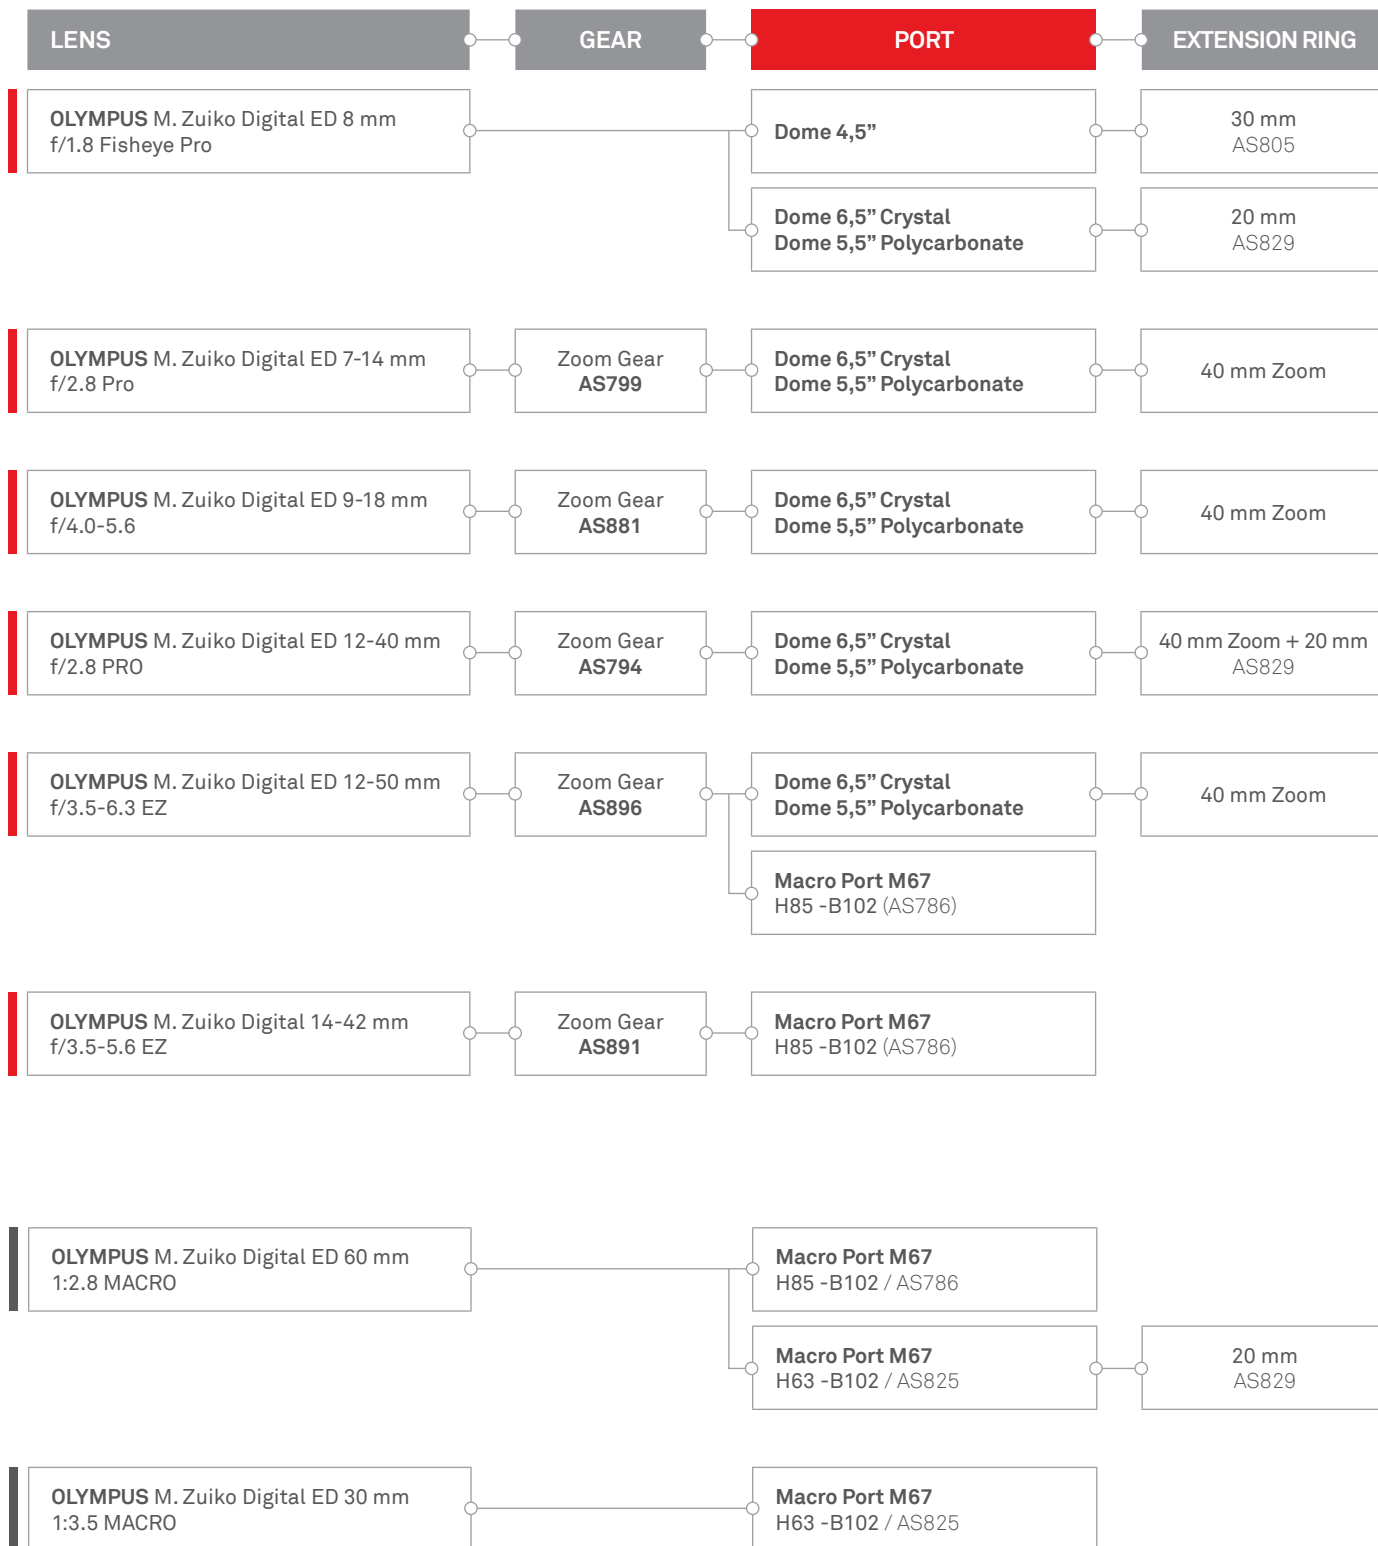 LENS
GEAR
PORT
EXTENSION RING
OLYMPUS M. Zuiko Digital ED 8 mm
f/1.8 Fisheye Pro
Dome 4,5”
30 mm
AS805
Dome 6,5” Crystal
Dome 5,5” Polycarbonate
20 mm
AS829
OLYMPUS M. Zuiko Digital ED 7-14 mm
f/2.8 Pro
Zoom Gear
AS799
Dome 6,5” Crystal
Dome 5,5” Polycarbonate
40 mm Zoom
OLYMPUS M. Zuiko Digital ED 9-18 mm
f/4.0-5.6
Zoom Gear
AS881
Dome 6,5” Crystal
Dome 5,5” Polycarbonate
40 mm Zoom
OLYMPUS M. Zuiko Digital ED 12-40 mm
f/2.8 PRO
Zoom Gear
AS794
Dome 6,5” Crystal
Dome 5,5” Polycarbonate
40 mm Zoom + 20 mm
AS829
OLYMPUS M. Zuiko Digital ED 12-50 mm
f/3.5-6.3 EZ
Zoom Gear
AS896
Dome 6,5” Crystal
Dome 5,5” Polycarbonate
40 mm Zoom
Macro Port M67
H85 -B102 (AS786)
OLYMPUS M. Zuiko Digital 14-42 mm
f/3.5-5.6 EZ
Zoom Gear
AS891
Macro Port M67
H85 -B102 (AS786)
OLYMPUS M. Zuiko Digital ED 60 mm
1:2.8 MACRO
Macro Port M67
H85 -B102 / AS786
Macro Port M67
H63 -B102 / AS825
20 mm
AS829
OLYMPUS M. Zuiko Digital ED 30 mm
1:3.5 MACRO
Macro Port M67
H63 -B102 / AS825